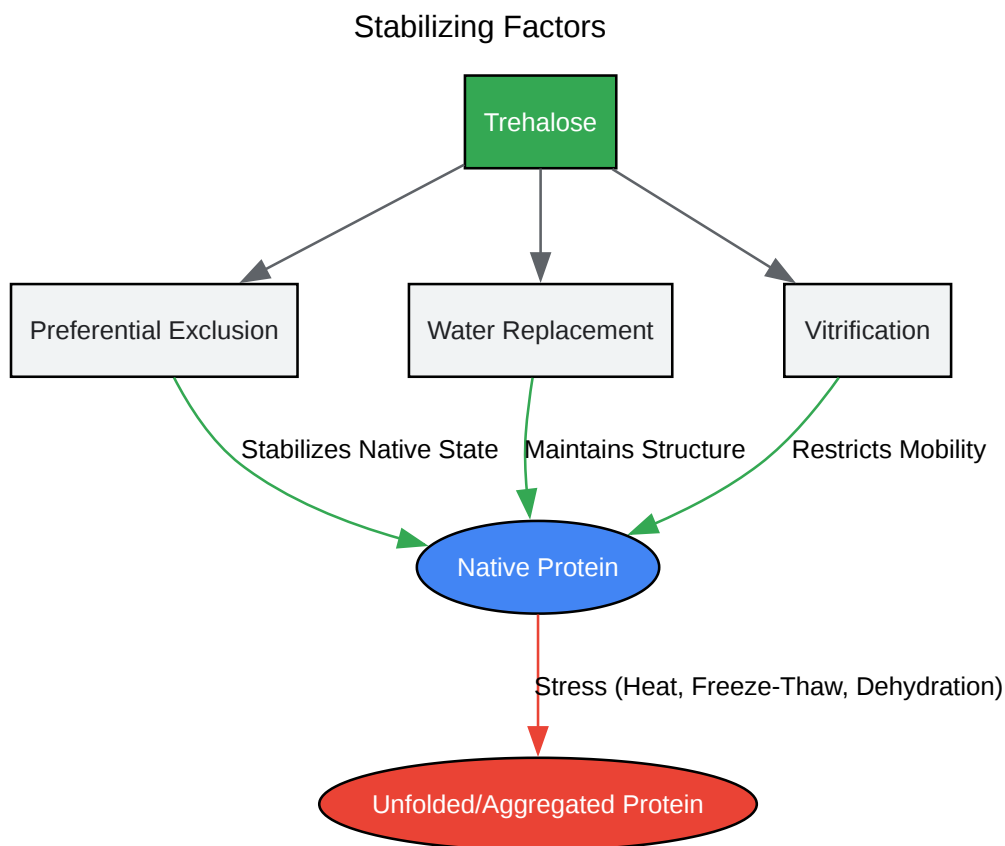 Stabilizing Factors
Trehalose
Preferential Exclusion
Water Replacement
Vitrification
Stabilizes Native State
Maintains Structure
Restricts Mobility
Native Protein
Stress (Heat, Freeze-Thaw, Dehydration)
Unfolded/Aggregated Protein